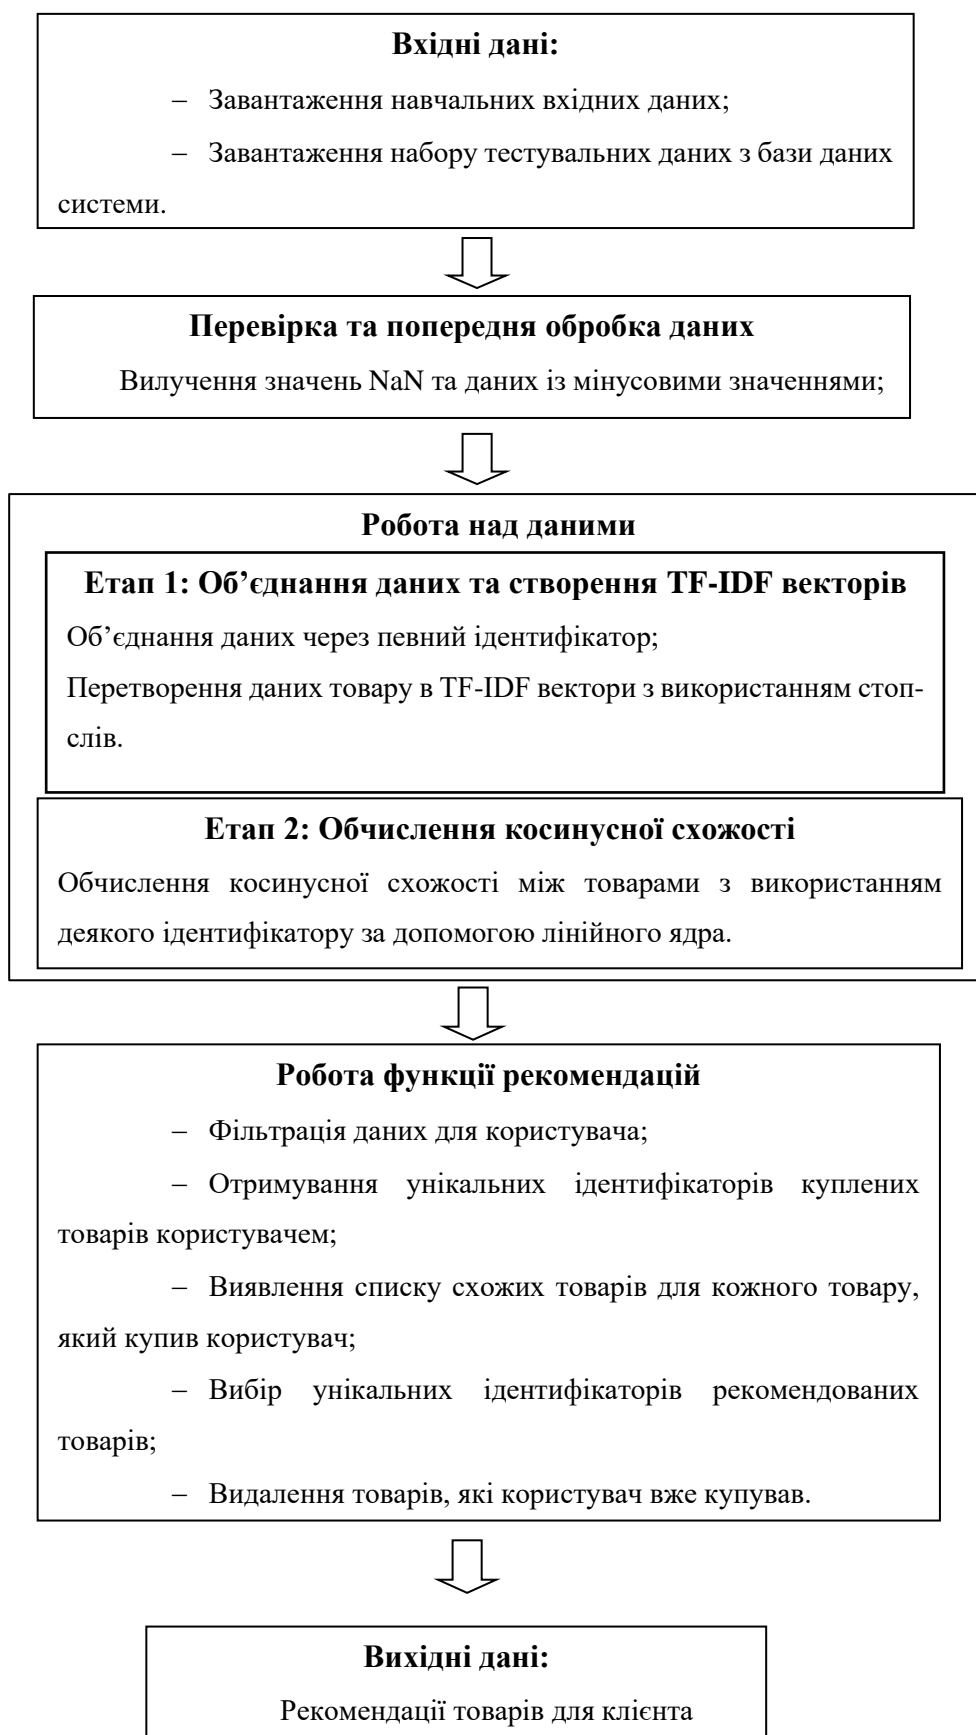 Вхідні дані:
– Завантаження навчальних вхідних даних;
– Завантаження набору тестувальних даних з бази даних
системи.
Перевірка та попередня обробка даних
Вилучення значень NaN та даних із мінусовими значеннями;
Робота над даними
Етап 1: Об’єднання даних та створення TF-IDF векторів
Об’єднання даних через певний ідентифікатор;
Перетворення даних товару в TF-IDF вектори з використанням стоп-
слів.
Етап 2: Обчислення косинусної схожості
Обчислення косинусної схожості між товарами з використанням
деякого ідентифікатору за допомогою лінійного ядра.
Робота функції рекомендацій
– Фільтрація даних для користувача;
– Отримування унікальних ідентифікаторів куплених
товарів користувачем;
– Виявлення списку схожих товарів для кожного товару,
який купив користувач;
– Вибір унікальних ідентифікаторів рекомендованих
товарів;
– Видалення товарів, які користувач вже купував.
Вихідні дані:
Рекомендації товарів для клієнта